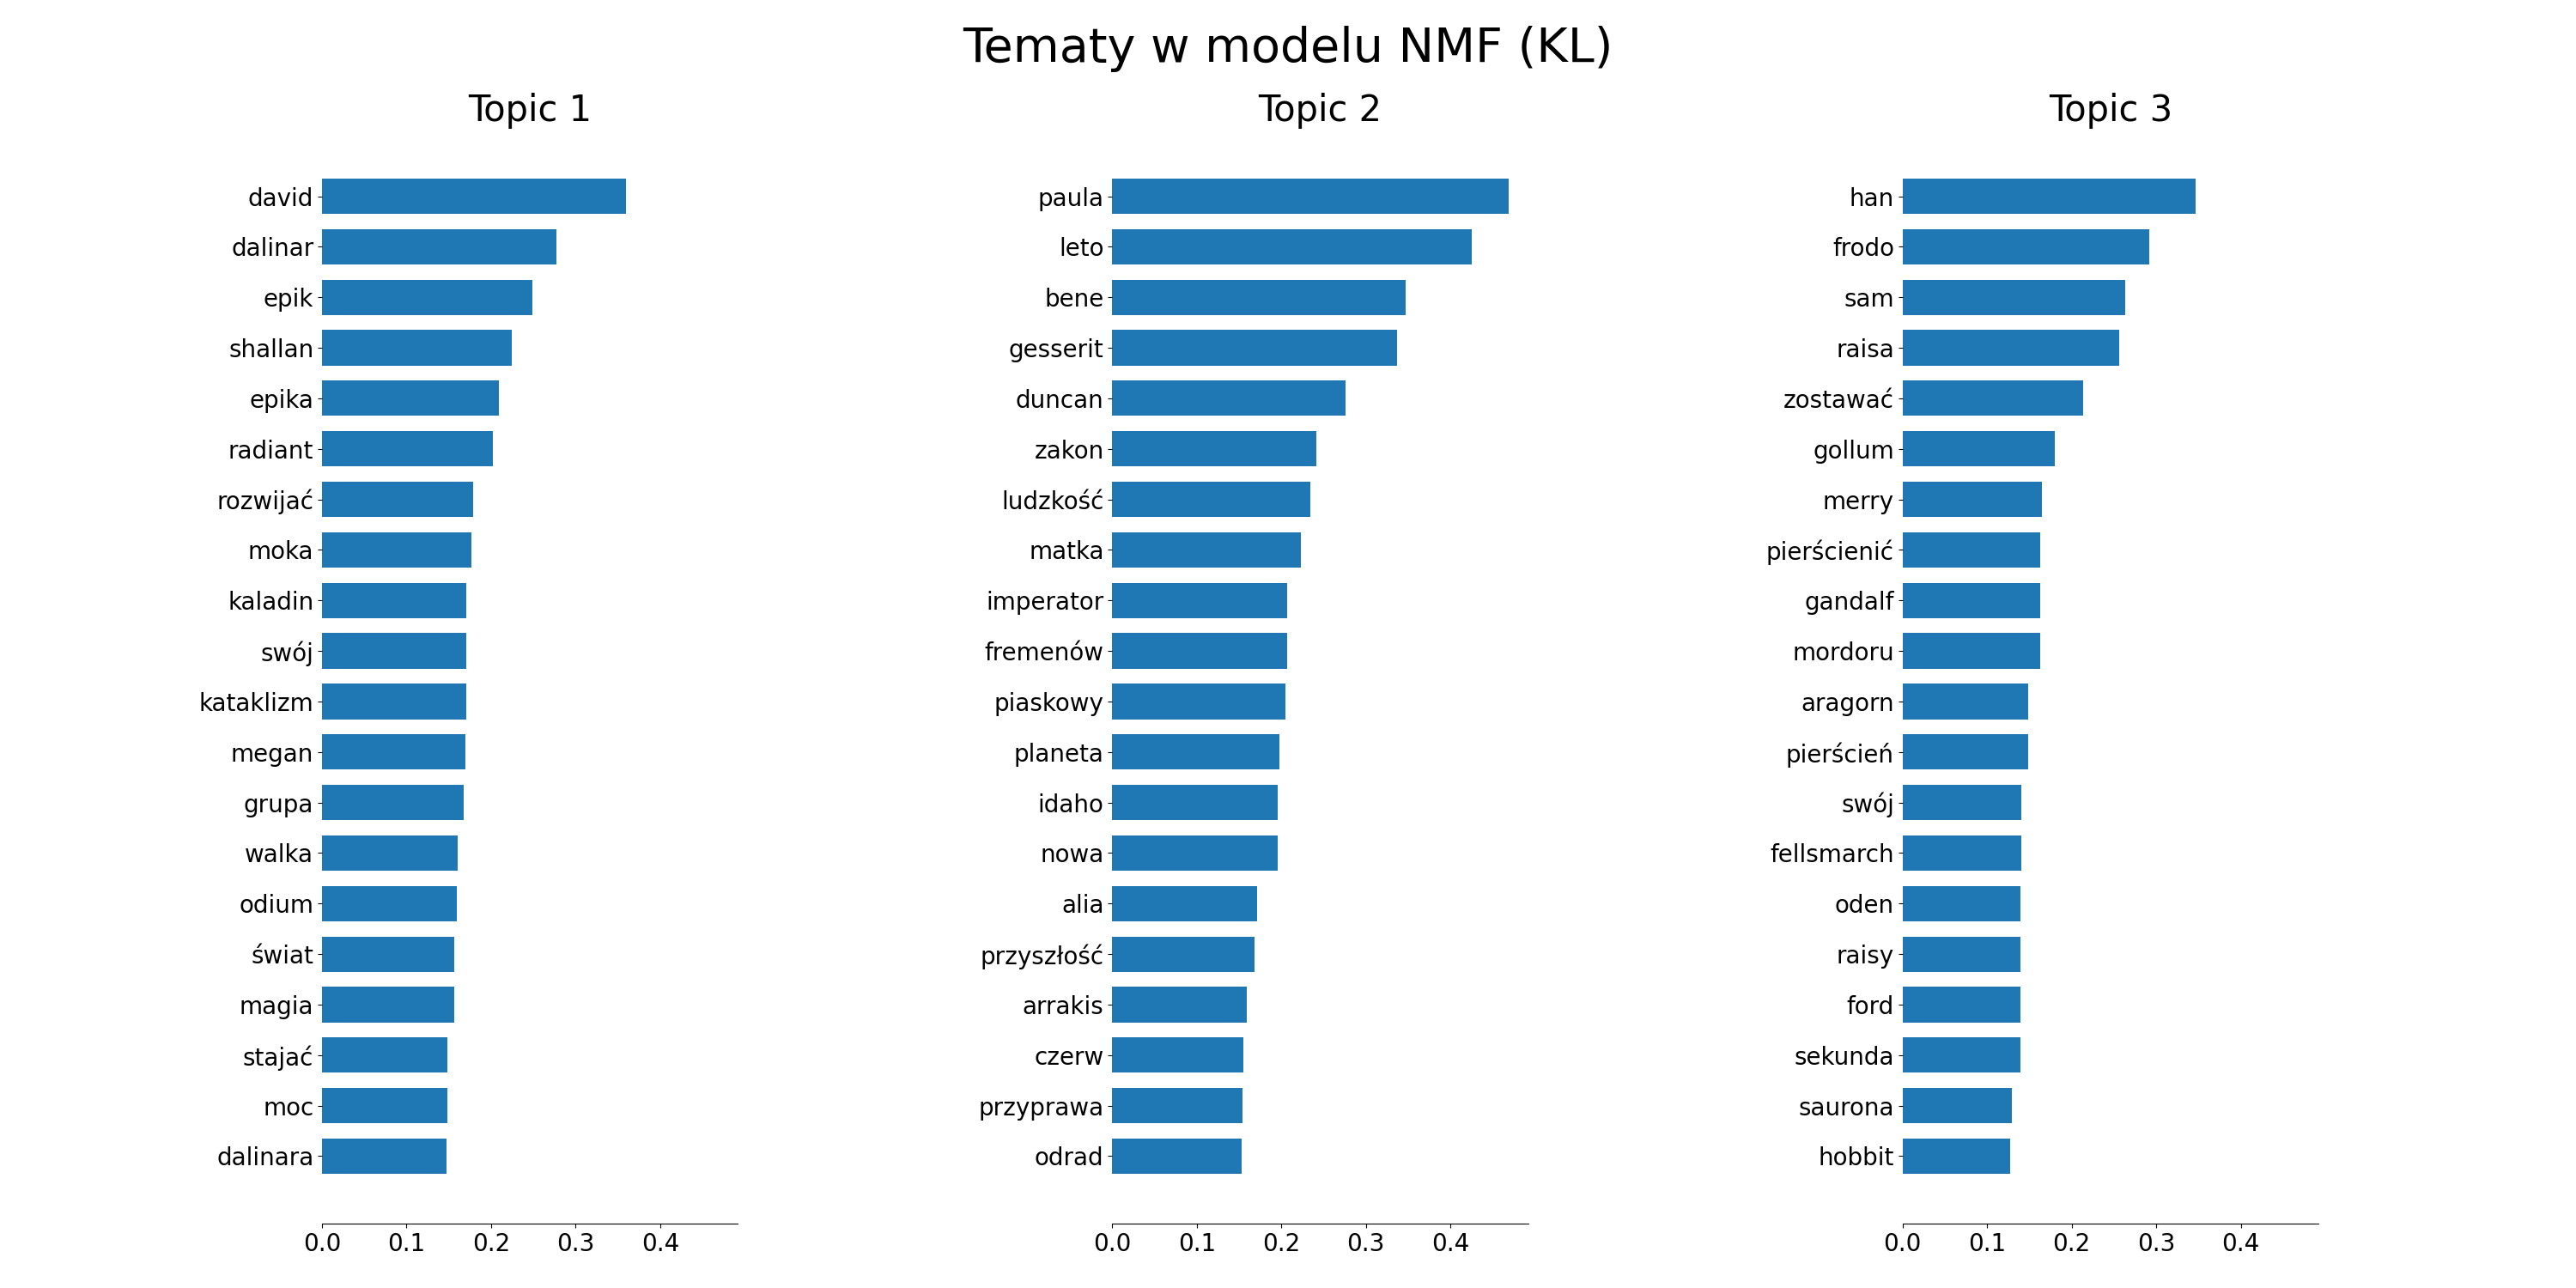 Tematy w modelu NMF (KL)
Topic 1
david
dalinar
epik
shallan
epika
radiant
rozwijać
moka
kaladin
swój
kataklizm
megan
grupa
walka
odium
świat
magia
stajać
moc
dalinara
0.0 0.1 0.2 0.3 0.4
Topic 2
paula
leto
bene
gesserit
duncan
zakon
ludzkość
matka
imperator
fremenów
piaskowy
planeta
idaho
nowa
alia
przyszłość
arrakis
czerw
przyprawa
odrad
0.0 0.1 0.2 0.3 0.4
Topic 3
han
frodo
sam
raisa
zostawać
gollum
merry
pierścienić
gandalf
mordoru
aragorn
pierścień
swój
fellsmarch
oden
raisy
ford
sekunda
saurona
hobbit
0.0 0.1 0.2 0.3 0.4